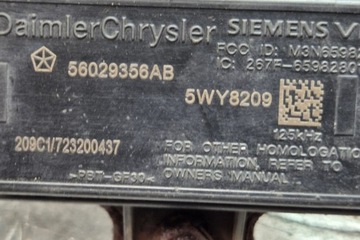 DaimlerChrysler SIEMENS V
FCC ID: M3N6598
IC: 267F-6598280
56029356AB
5WY8209
125kHz
209C1/723200437
FOR OTHER HOMOLOGATION
INFORMATION, REFER TO
OWNERS MANUAL
>PBT-GF30<